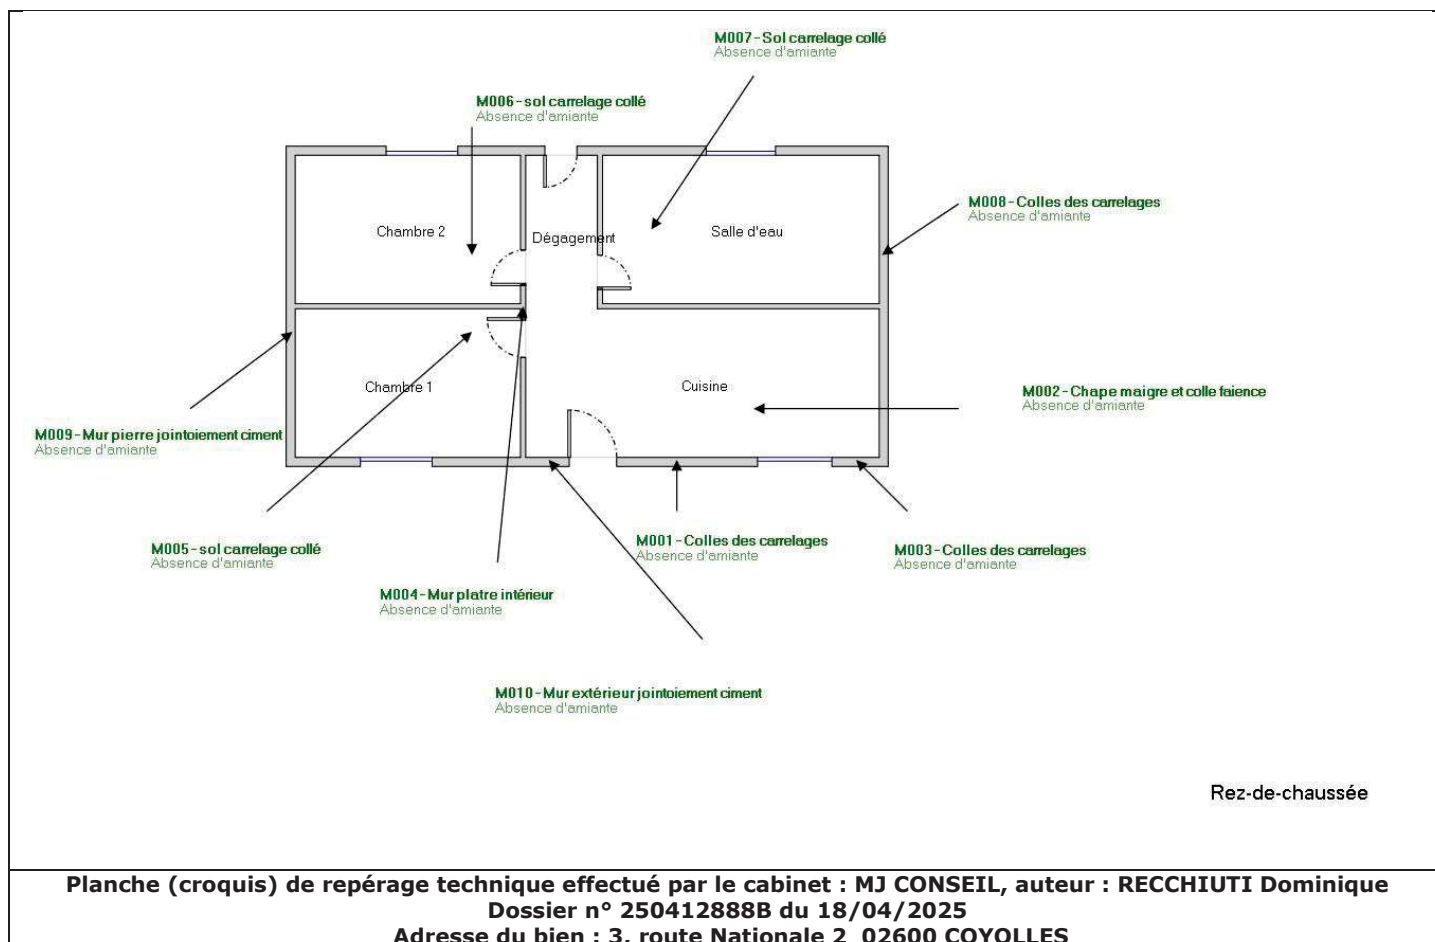 M007-Sol carrelage collé
Absence d'amiante
M006-sol carrelage collé
Absence d'amiante
M008-Colles des carrelages
Absence d'amiante
Chambre 2
Dégagement
Salle d'eau
Chambre 1
Cuisine
M002-Chape maigre et colle faience
Absence d'amiante
M009-Mur pierre jointoiement ciment
Absence d'amiante
M005-sol carrelage collé
Absence d'amiante
M001-Colles des carrelages
Absence d'amiante
M003-Colles des carrelages
Absence d'amiante
M004-Mur platre intérieur
Absence d'amiante
M010-Mur extérieur jointoiement ciment
Absence d'amiante
Rez-de-chaussée
Planche (croquis) de repérage technique effectué par le cabinet : MJ CONSEIL, auteur : RECCHIUTI Dominique
Dossier n° 250412888B du 18/04/2025
Adresse du bien : 3, route Nationale 2 02600 COYOLLES